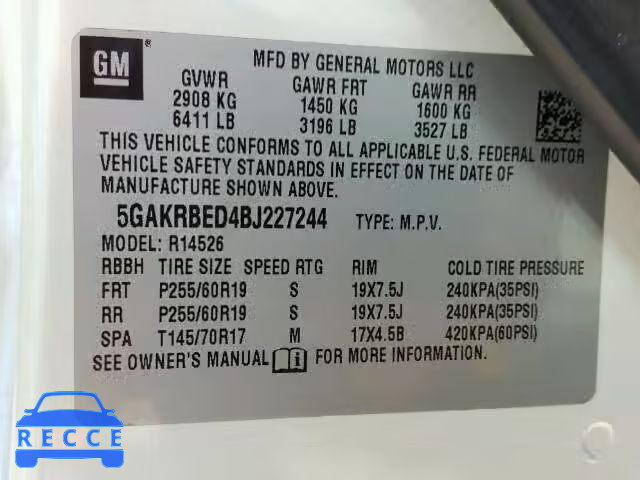 GM
MFD BY GENERAL MOTORS LLC
GVWR GAWR FRT GAWR RR
2908 KG 1450 KG 1600 KG
6411 LB 3196 LB 3527 LB
THIS VEHICLE CONFORMS TO ALL APPLICABLE U.S. FEDERAL MOTOR
VEHICLE SAFETY STANDARDS IN EFFECT ON THE DATE OF
MANUFACTURE SHOWN ABOVE.
5GAKRBED4BJ227244 TYPE: M.P.V.
MODEL: R14526
RBBH TIRE SIZE SPEED RTG RIM COLD TIRE PRESSURE
FRT P255/60R19 S 19X7.5J 240KPA(35PSI)
RR P255/60R19 S 19X7.5J 240KPA(35PSI)
SPA T145/70R17 M 17X4.5B 420KPA(60PSI)
SEE OWNER'S MANUAL FOR MORE INFORMATION.
RECCE